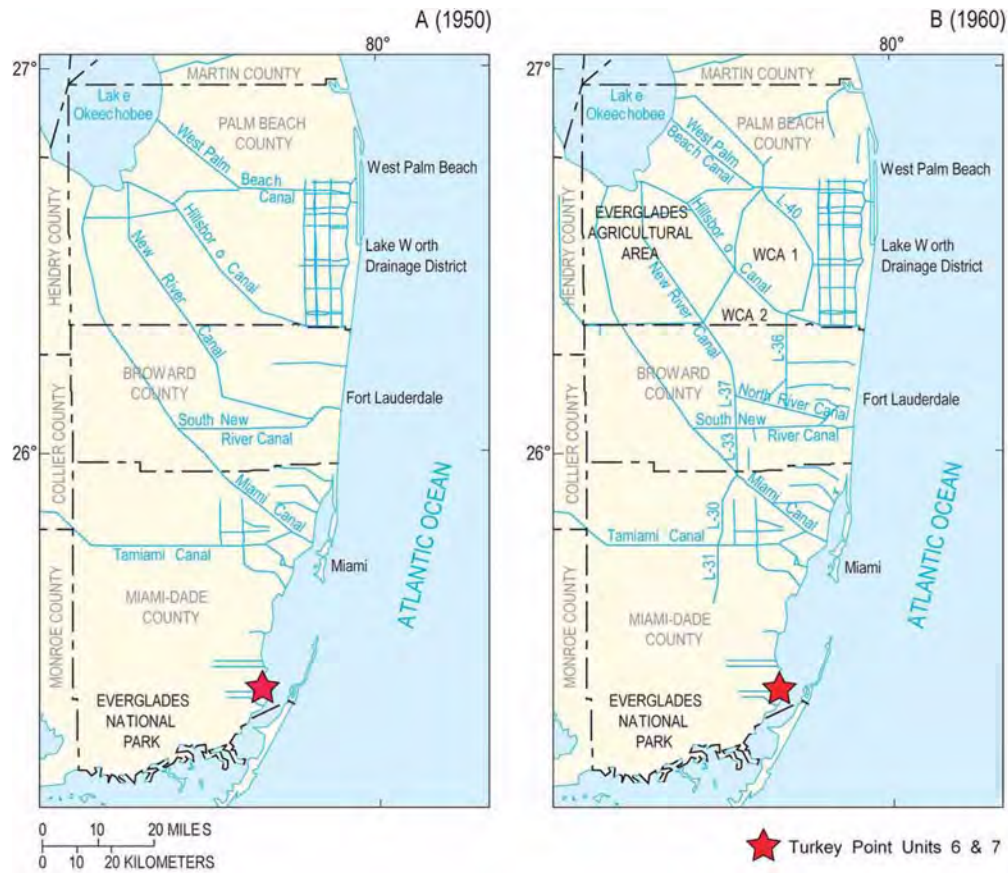 A (1950)
80°
27°
MARTIN COUNTY
Lake
Okeechobee
PALM BEACH
COUNTY
West Palm
Beach
Canal
West Palm Beach
HENDRY COUNTY
Hillsboro Canal
New
River
Canal
Lake Worth
Drainage District
BROWARD
COUNTY
Fort Lauderdale
South New
River Canal
26°
COLLIER COUNTY
Miami
Canal
Tamiami Canal
Miami
ATLANTIC OCEAN
MIAMI-DADE
COUNTY
MONROE COUNTY
EVERGLADES
NATIONAL
PARK
80°
0 10 20 MILES
0 10 20 KILOMETERS
B (1960)
80°
27°
MARTIN COUNTY
Lake
Okeechobee
PALM BEACH
COUNTY
West Palm
Beach Canal
West Palm Beach
L-40
HENDRY COUNTY
EVERGLADES
AGRICULTURAL
AREA
Hillsboro
Canal
WCA 1
Lake Worth
Drainage District
New River
Canal
WCA 2
L-36
BROWARD
COUNTY
L-37
North River
Canal
Fort Lauderdale
South New
River Canal
L-33
26°
COLLIER COUNTY
Miami
Canal
L-30
Tamiami Canal
Miami
L-31
ATLANTIC OCEAN
MIAMI-DADE
COUNTY
MONROE COUNTY
EVERGLADES
NATIONAL
PARK
80°
Turkey Point Units 6 & 7